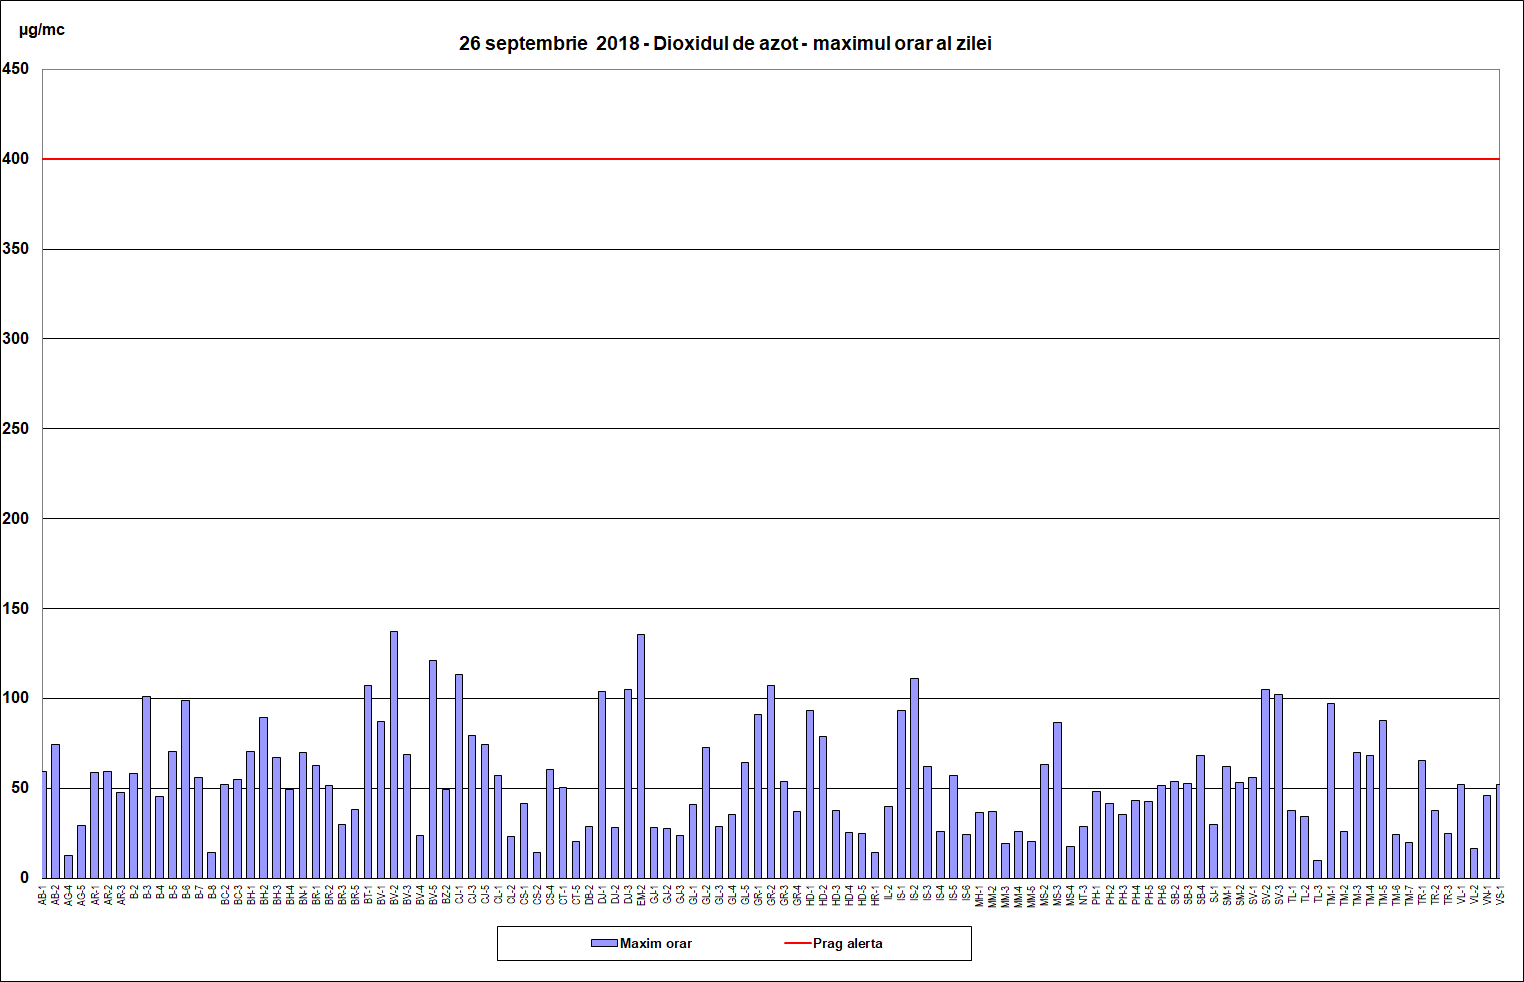 µg/mc
26 septembrie 2018 - Dioxidul de azot - maximul orar al zilei
450
400
350
300
250
200
150
100
50
0
AB-1 AB-2 AG-4 AG-5 AR-1 AR-2 AR-3 B-2 B-3 B-4 B-5 B-6 B-7 B-8 BC-2 BC-3 BH-1 BH-2 BH-3 BH-4 BN-1 BR-1 BR-2 BR-3 BR-5 BT-1 BV-1 BV-2 BV-3 BV-4 BV-5 BZ-2 CJ-1 CJ-3 CJ-5 CL-1 CL-2 CS-1 CS-2 CS-4 CT-1 CT-5 DB-2 DJ-1 DJ-2 DJ-3 EM-2 GJ-1 GJ-2 GJ-3 GL-1 GL-2 GL-3 GL-4 GL-5 GR-1 GR-2 GR-3 GR-4 HD-1 HD-2 HD-3 HD-4 HD-5 HR-1 IL-2 IS-1 IS-2 IS-3 IS-4 IS-5 IS-6 MH-1 MM-2 MM-3 MM-4 MM-5 MS-2 MS-3 MS-4 NT-3 PH-1 PH-2 PH-3 PH-4 PH-5 PH-6 SB-2 SB-3 SB-4 SJ-1 SM-1 SM-2 SV-1 SV-2 SV-3 TL-1 TL-2 TL-3 TM-1 TM-2 TM-3 TM-4 TM-5 TM-6 TM-7 TR-1 TR-2 TR-3 VL-1 VL-2 VN-1 VS-1
Maxim orar Prag alerta